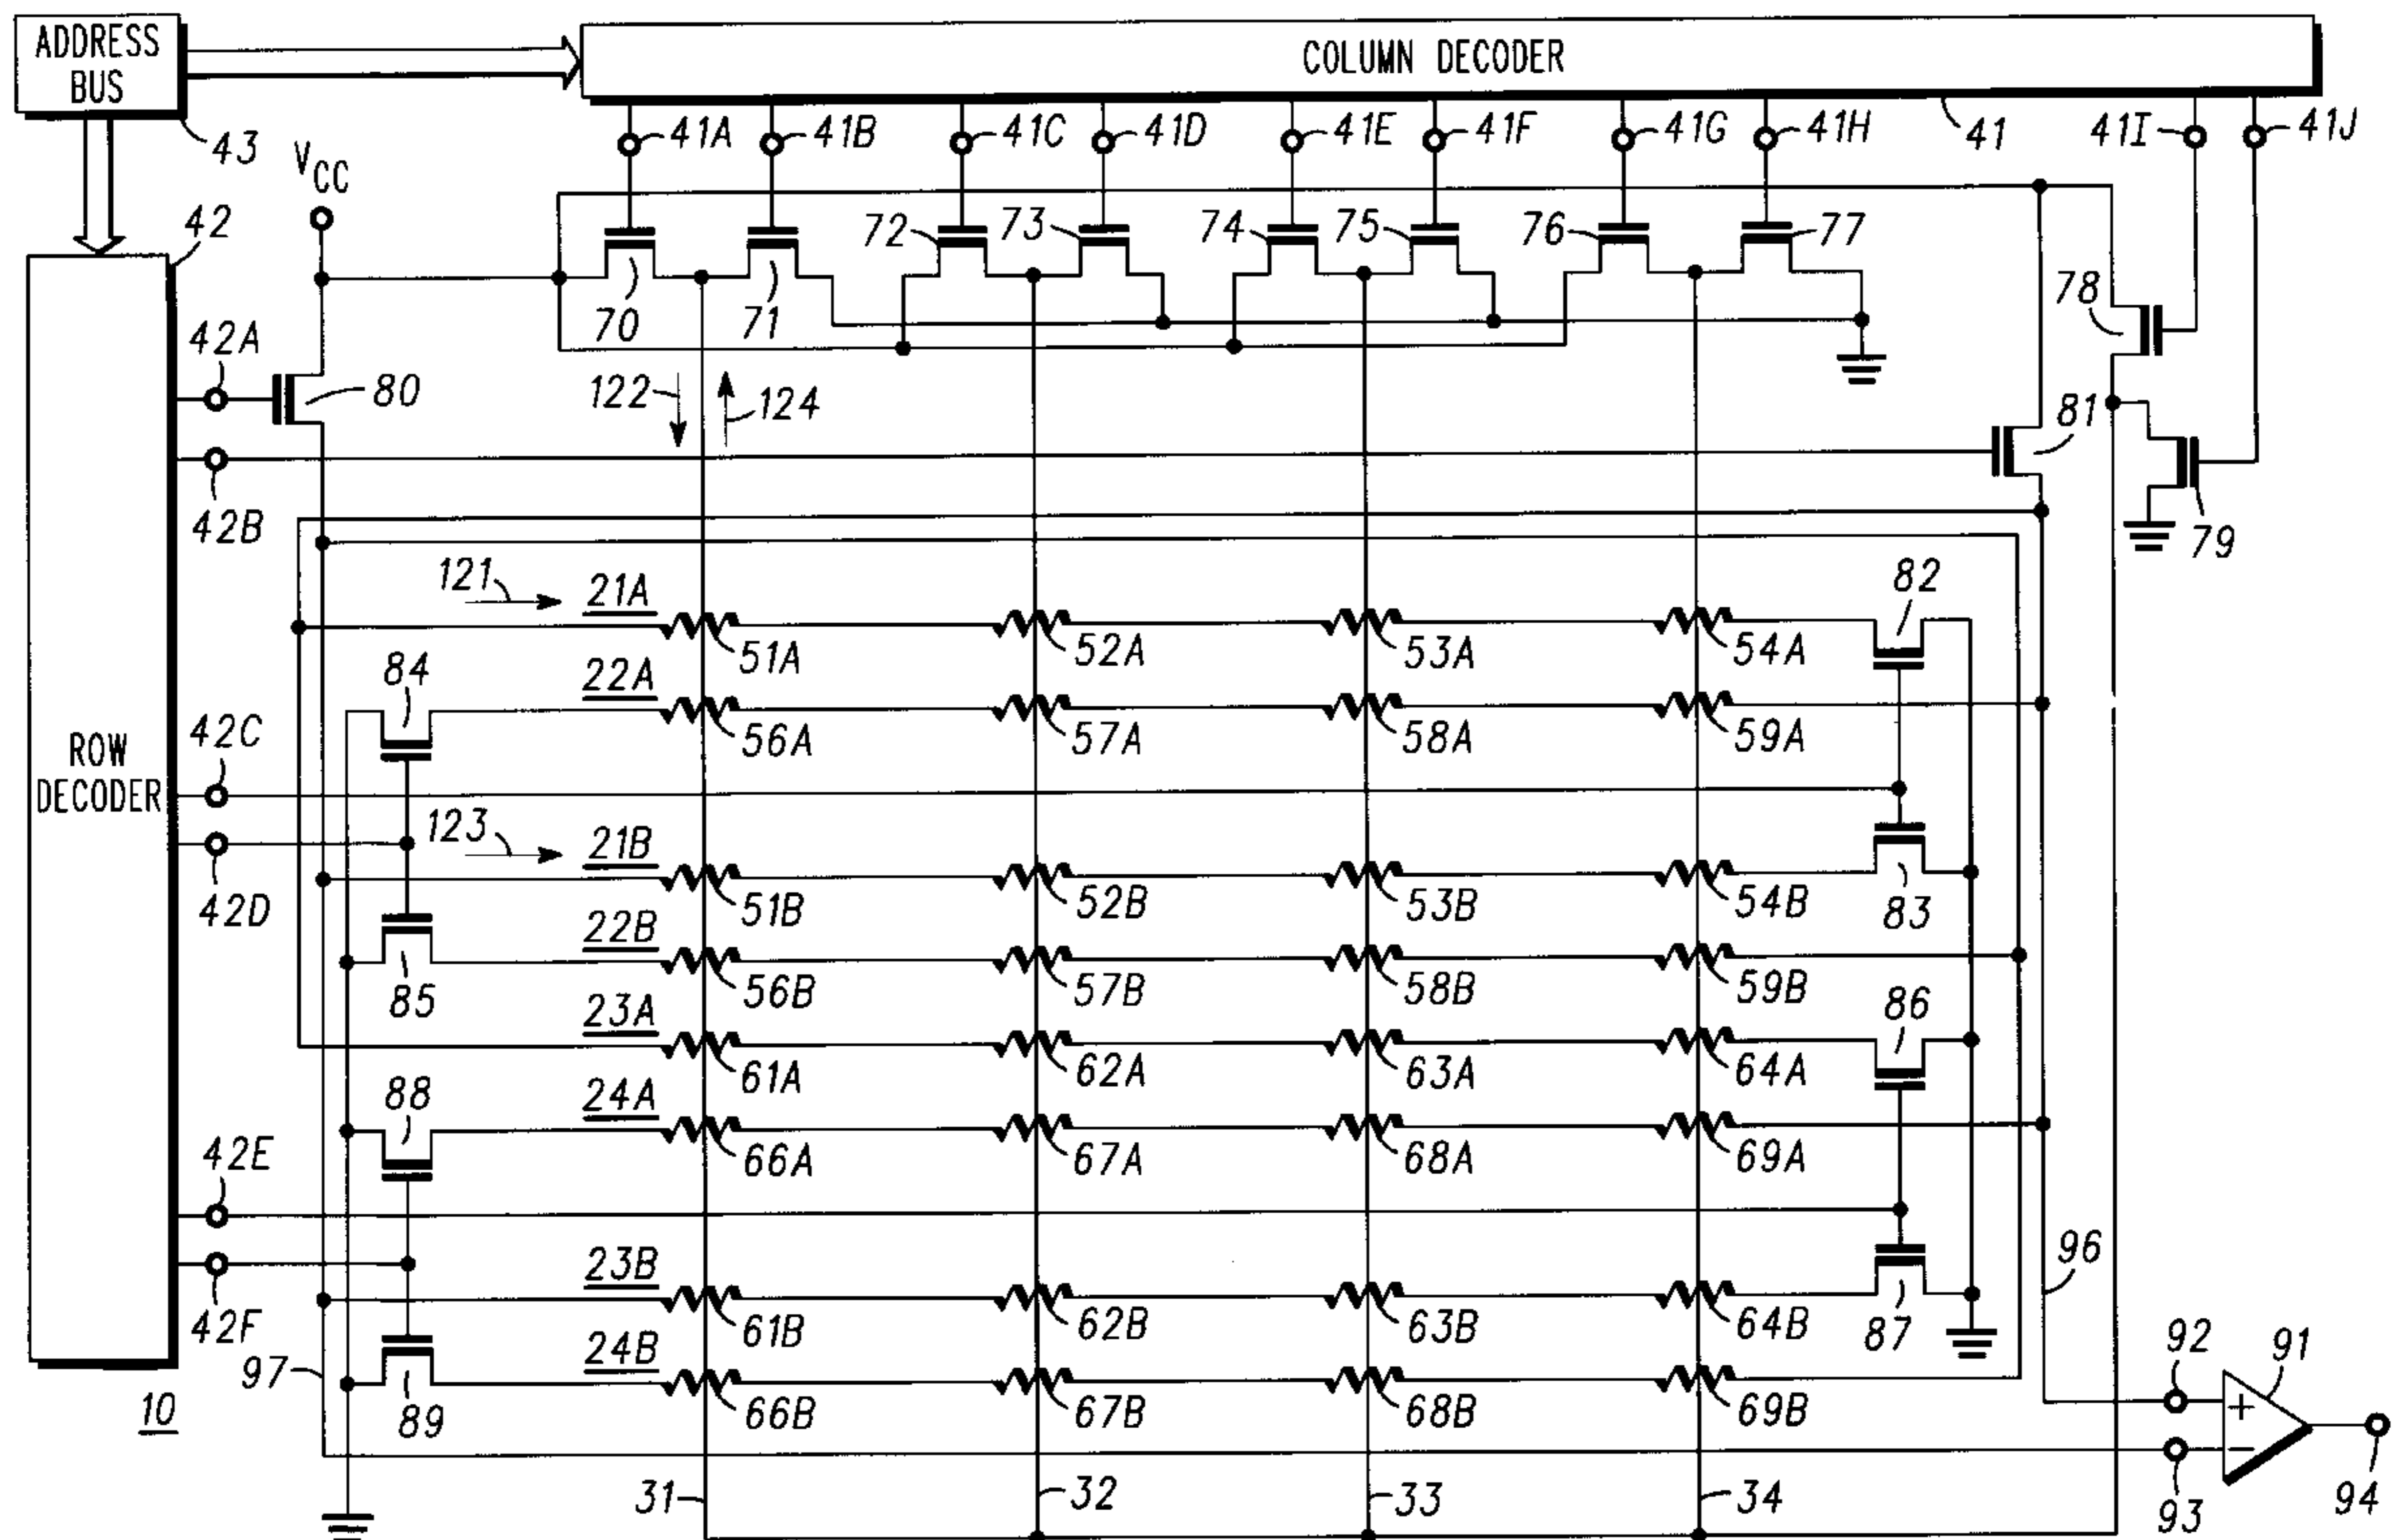 ADDRESS
BUS
COLUMN DECODER
43
41A
41B
41C
41D
41E
41F
41G
41H
41
41I
41J
VCC
42
70
71
72
73
74
75
76
77
78
42A
80
122
124
81
42B
79
121
21A
82
51A
52A
53A
54A
84
22A
42C
56A
57A
58A
59A
ROW
DECODER
123
21B
42D
51B
52B
53B
54B
83
22B
85
56B
57B
58B
59B
23A
86
61A
62A
63A
64A
88
24A
42E
66A
67A
68A
69A
23B
96
42F
61B
62B
63B
64B
87
97
24B
92
91
10
89
66B
67B
68B
69B
+
−
31
32
33
34
93
94